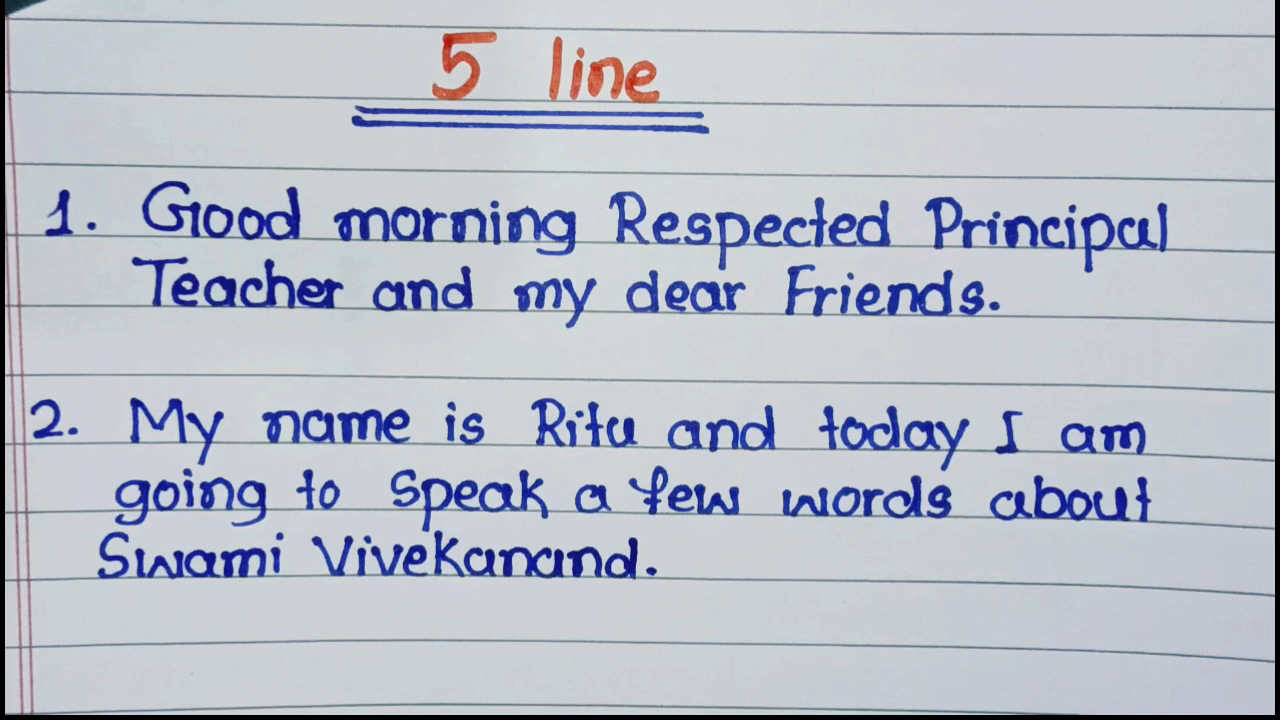 5 line
1. Good morning Respected Principal
Teacher and my dear Friends.
2. My name is Ritu and today I am
going to speak a few words about
Swami Vivekanand.